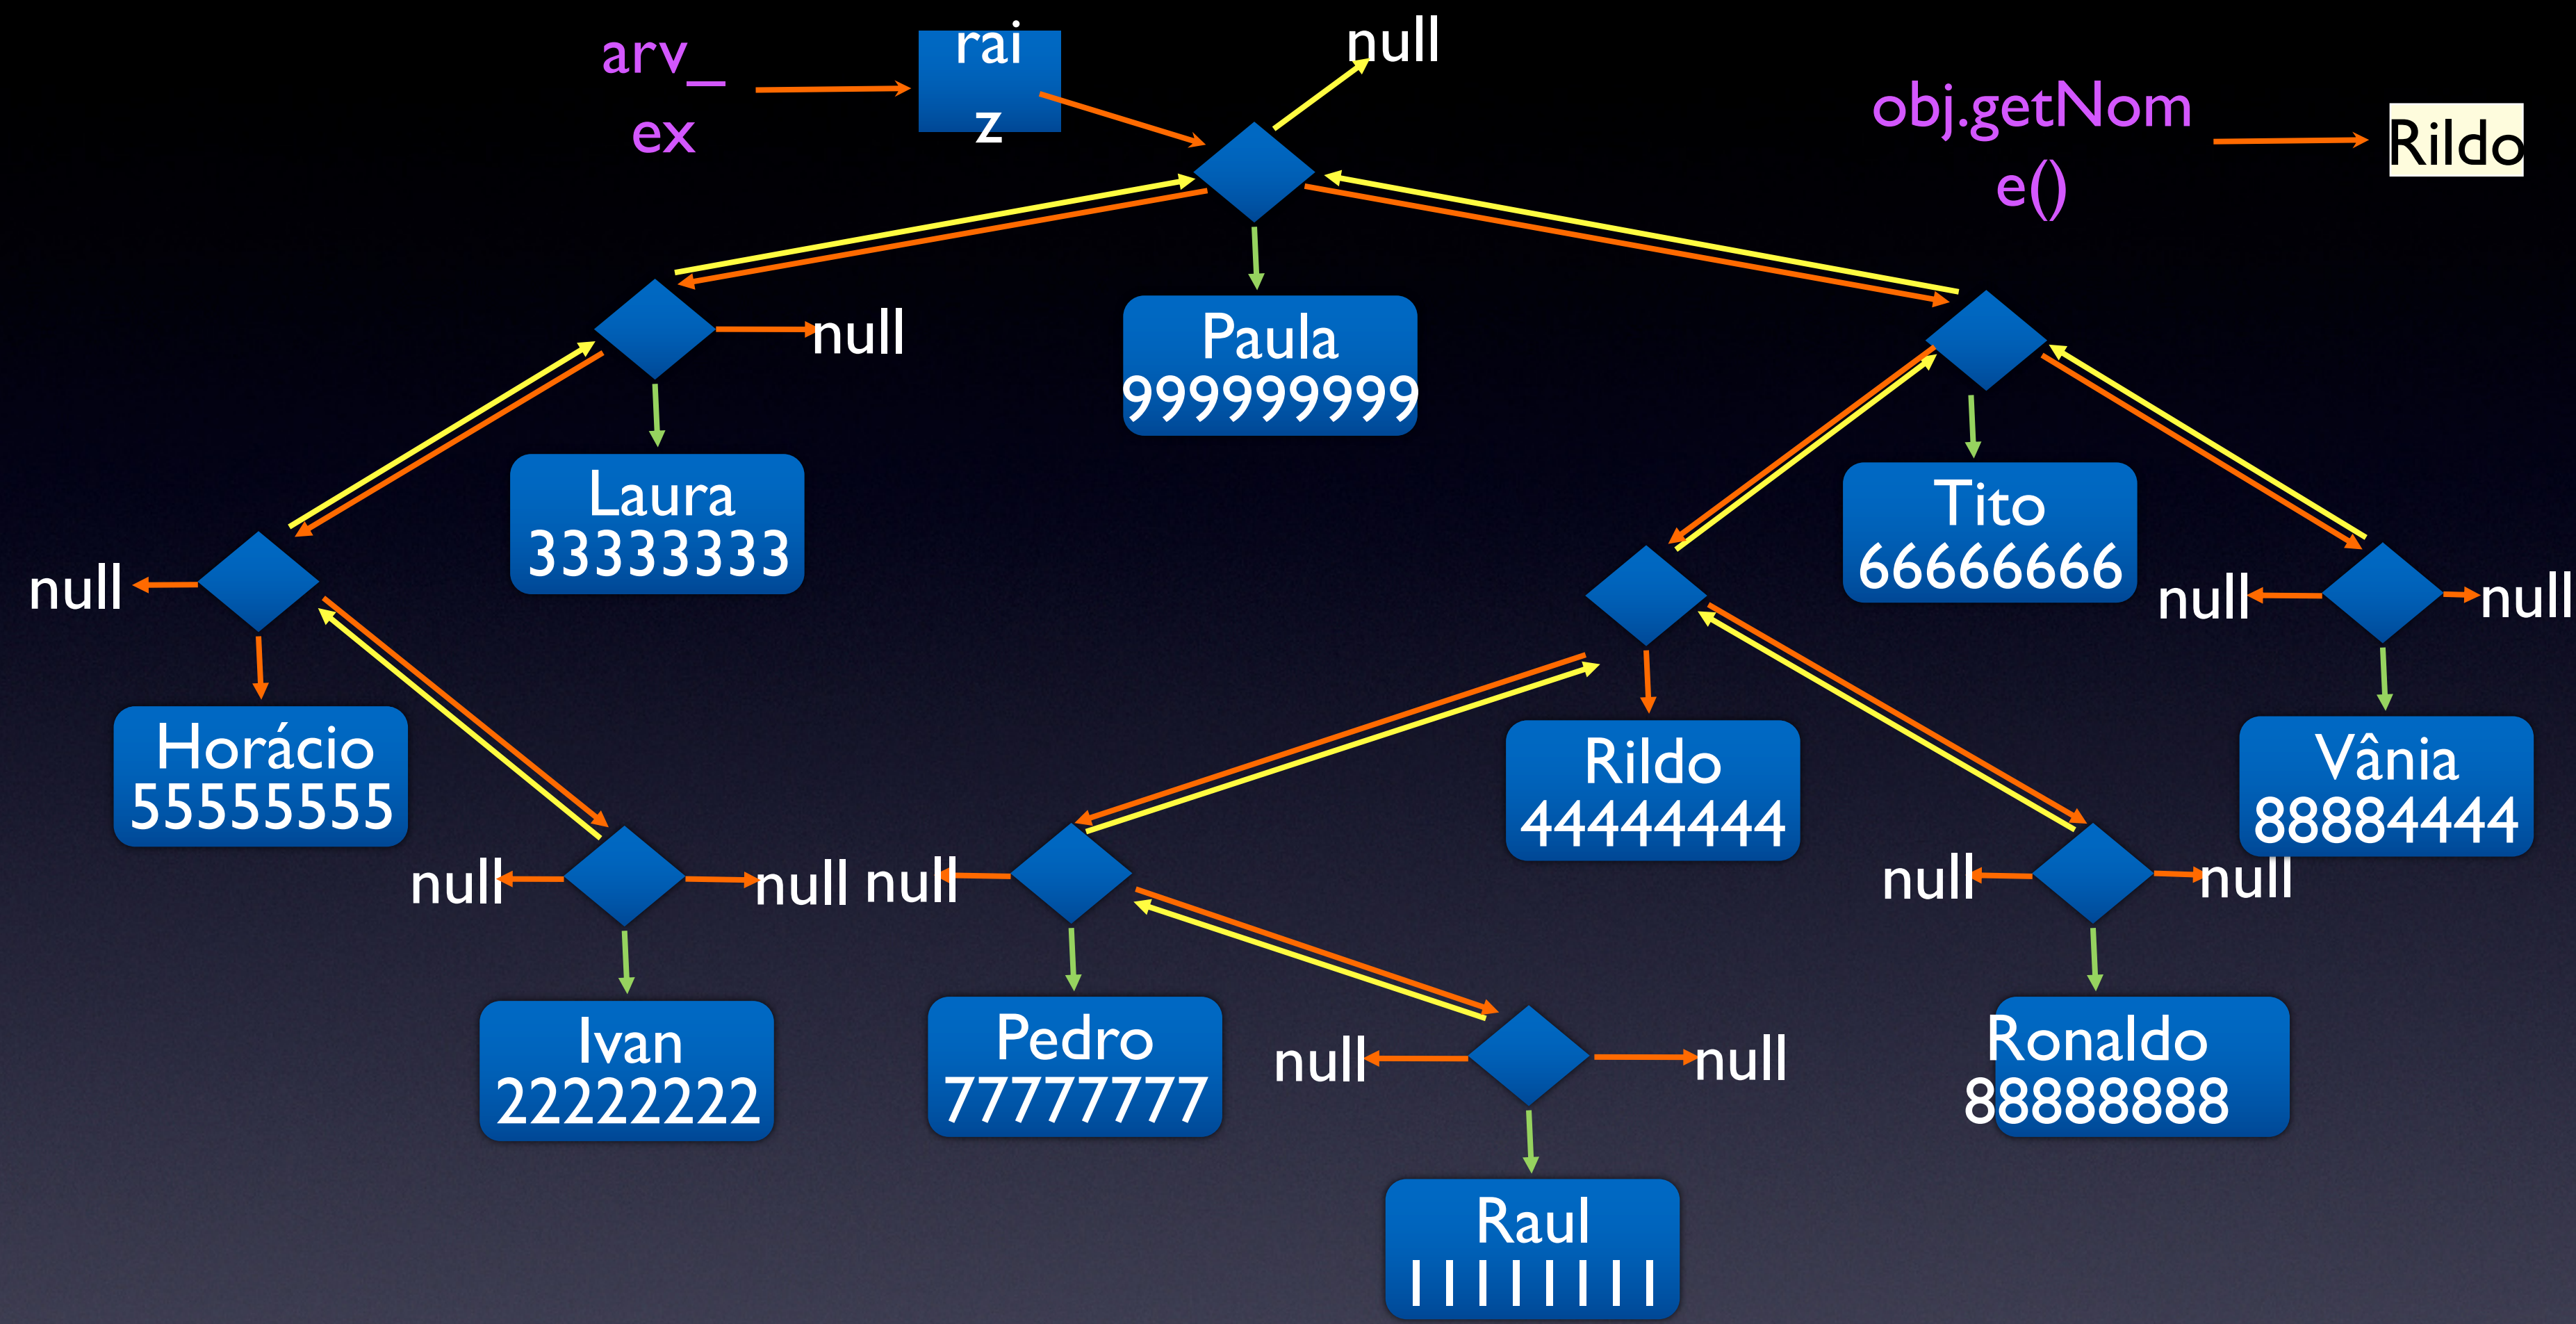 arv_
ex
rai
z
null
obj.getNom
e()
Rildo
null
Paula
999999999
Laura
33333333
Tito
66666666
null
null
null
Horácio
55555555
Rildo
44444444
Vânia
88884444
null
null
null
null
null
Ivan
22222222
Pedro
77777777
null
null
Ronaldo
88888888
Raul
11111111